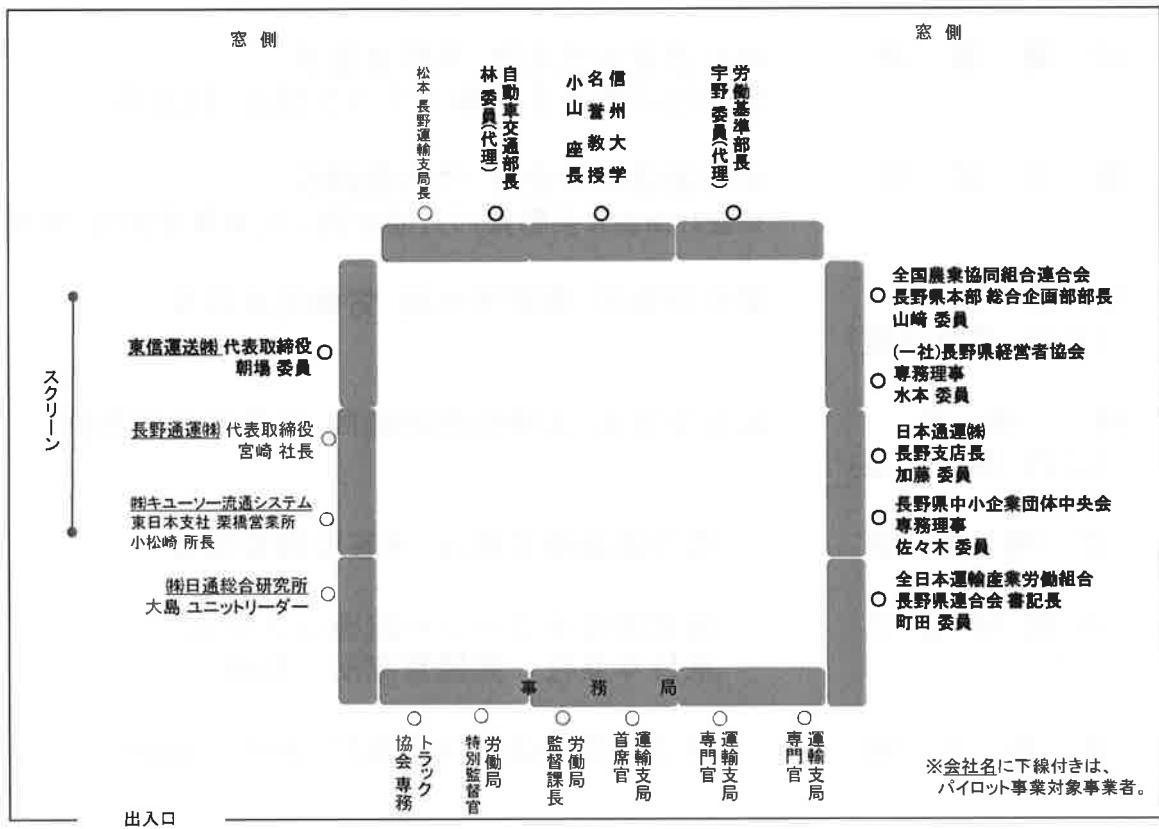 窓側
窓側
松本 長野運輸支局長
自動車交通部長
林 委員(代理)
信州大学
名誉教授
小山 座長
労働基準部長
宇野 委員(代理)
スクリーン
東信運送㈱ 代表取締役
朝場 委員
長野通運㈱ 代表取締役
宮崎 社長
㈱キユーソー流通システム
東日本支社 栗橋営業所
小松崎 所長
㈱日通総合研究所
大島 ユニットリーダー
全国農業協同組合連合会
長野県本部 総合企画部部長
山﨑 委員
(一社)長野県経営者協会
専務理事
水本 委員
日本通運㈱
長野支店長
加藤 委員
長野県中小企業団体中央会
専務理事
佐々木 委員
全日本運輸産業労働組合
長野県連合会 書記長
町田 委員
事務局
トラック
協会 専務
労働局
特別監督官
労働局
監督課長
運輸支局
首席官
運輸支局
専門官
運輸支局
専門官
※会社名に下線付きは、
パイロット事業対象事業者。
出入口